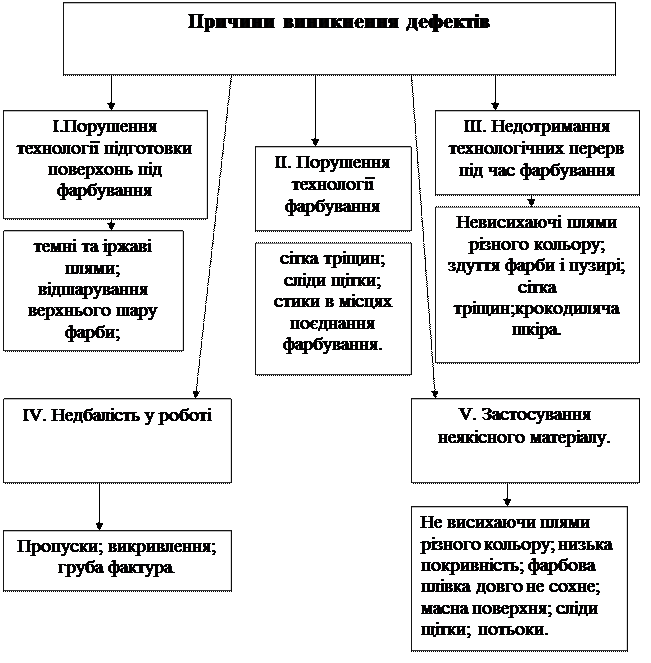 Причини виникнення дефектів
І.Порушення
технології підготовки
поверхонь під
фарбування
ІІ. Порушення
технології
фарбування
ІІІ. Недотримання
технологічних перерв
під час фарбування
темні та іржаві
плями;
відшарування
верхнього шару
фарби;
сітка тріщин;
сліди щітки;
стики в місцях
поєднання
фарбування.
Невисихаючі плями
різного кольору;
здуття фарби і пузирі;
сітка
тріщин;крокодиляча
шкіра.
IV. Недбалість у роботі
V. Застосування
неякісного матеріалу.
Пропуски; викривлення;
груба фактура.
Не висихаючи плями
різного кольору; низька
покривність; фарбова
плівка довго не сохне;
масна поверхня; сліди
щітки; потьоки.